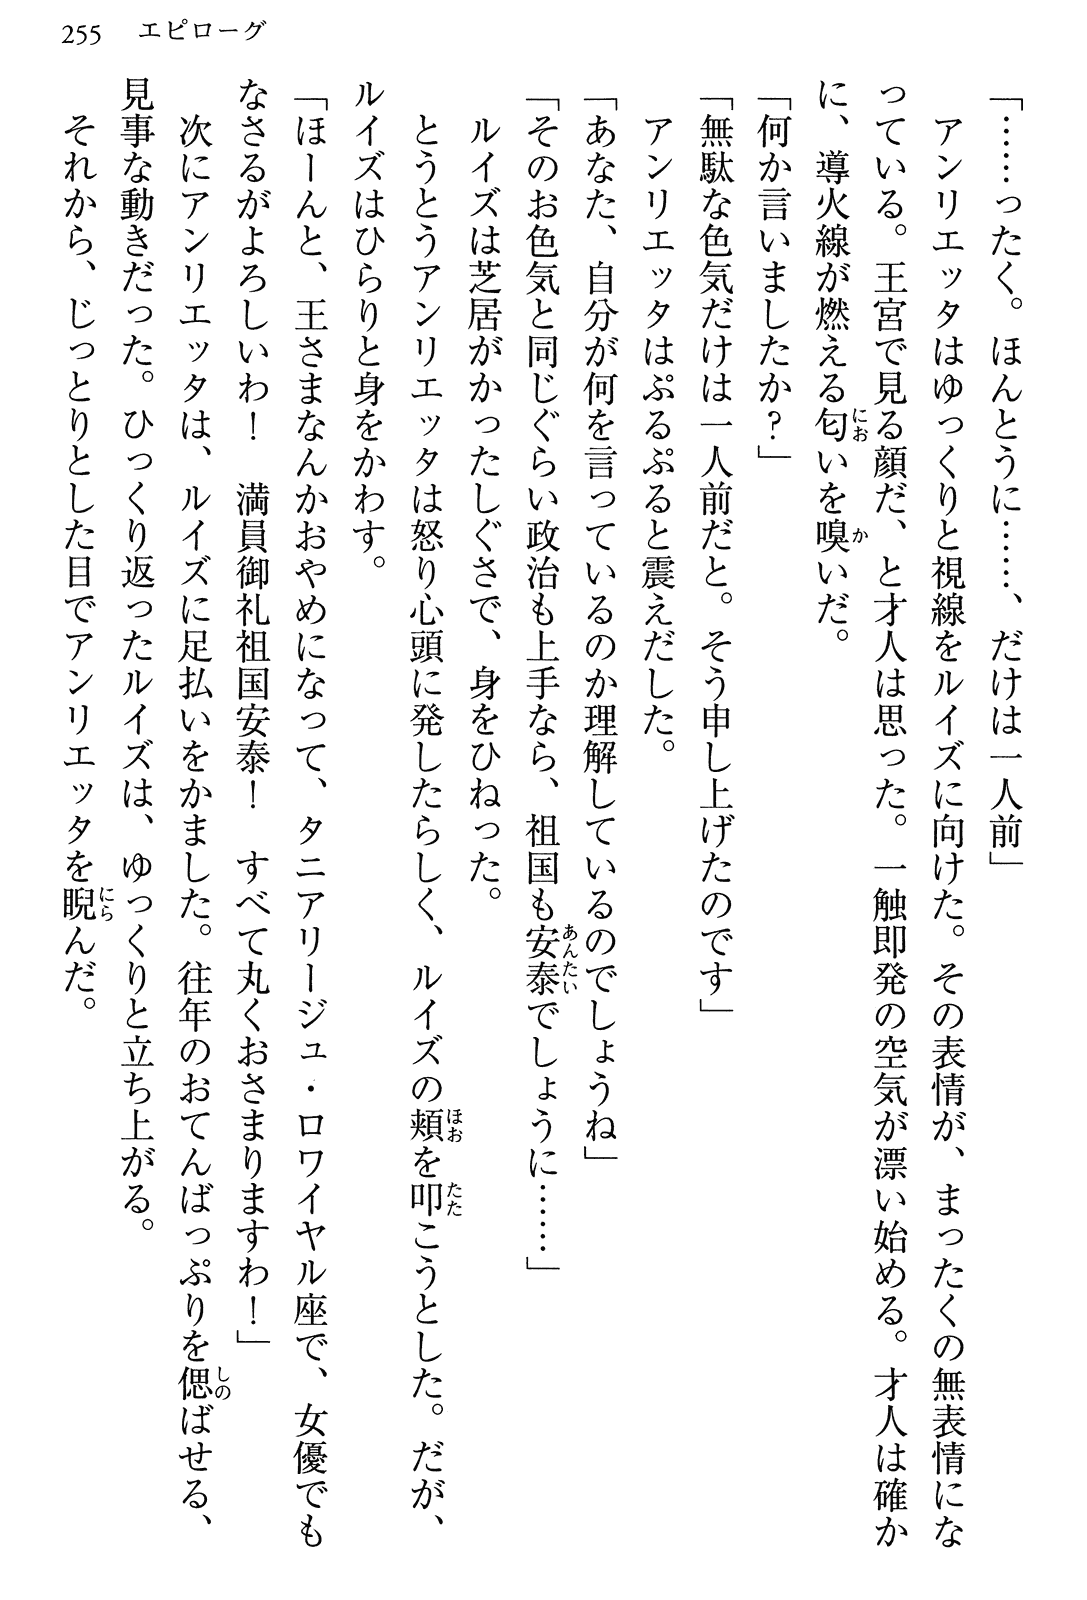 255 エピローグ
「……ったく。ほんとうに……、だけは一人前」
アンリエッタはゆっくりと視線をルイズに向けた。その表情が、まったくの無表情にな
っている。王宮で見る顔だ、と才人は思った。一触即発の空気が漂い始める。才人は確か
に、導火線が燃える匂いを嗅いだ。
「何か言いましたか？」
「無駄な色気だけは一人前だと。そう申し上げたのです」
アンリエッタはぷるぷると震えだした。
「あなた、自分が何を言っているのか理解しているのでしょうね」
「そのお色気と同じぐらい政治も上手なら、祖国も安泰でしょうに……」
ルイズは芝居がかったしぐさで、身をひねった。
とうとうアンリエッタは怒り心頭に発したらしく、ルイズの頬を叩こうとした。だが、
ルイズはひらりと身をかわす。
「ほーんと、王さまなんかおやめになって、タニアリージュ・ロワイヤル座で、女優でも
なさるがよろしいわ！　満員御礼祖国安泰！　すべて丸くおさまりますわ！」
次にアンリエッタは、ルイズに足払いをかました。往年のおてんばっぷりを偲ばせる、
見事な動きだった。ひっくり返ったルイズは、ゆっくりと立ち上がる。
それから、じっとりとした目でアンリエッタを睨んだ。